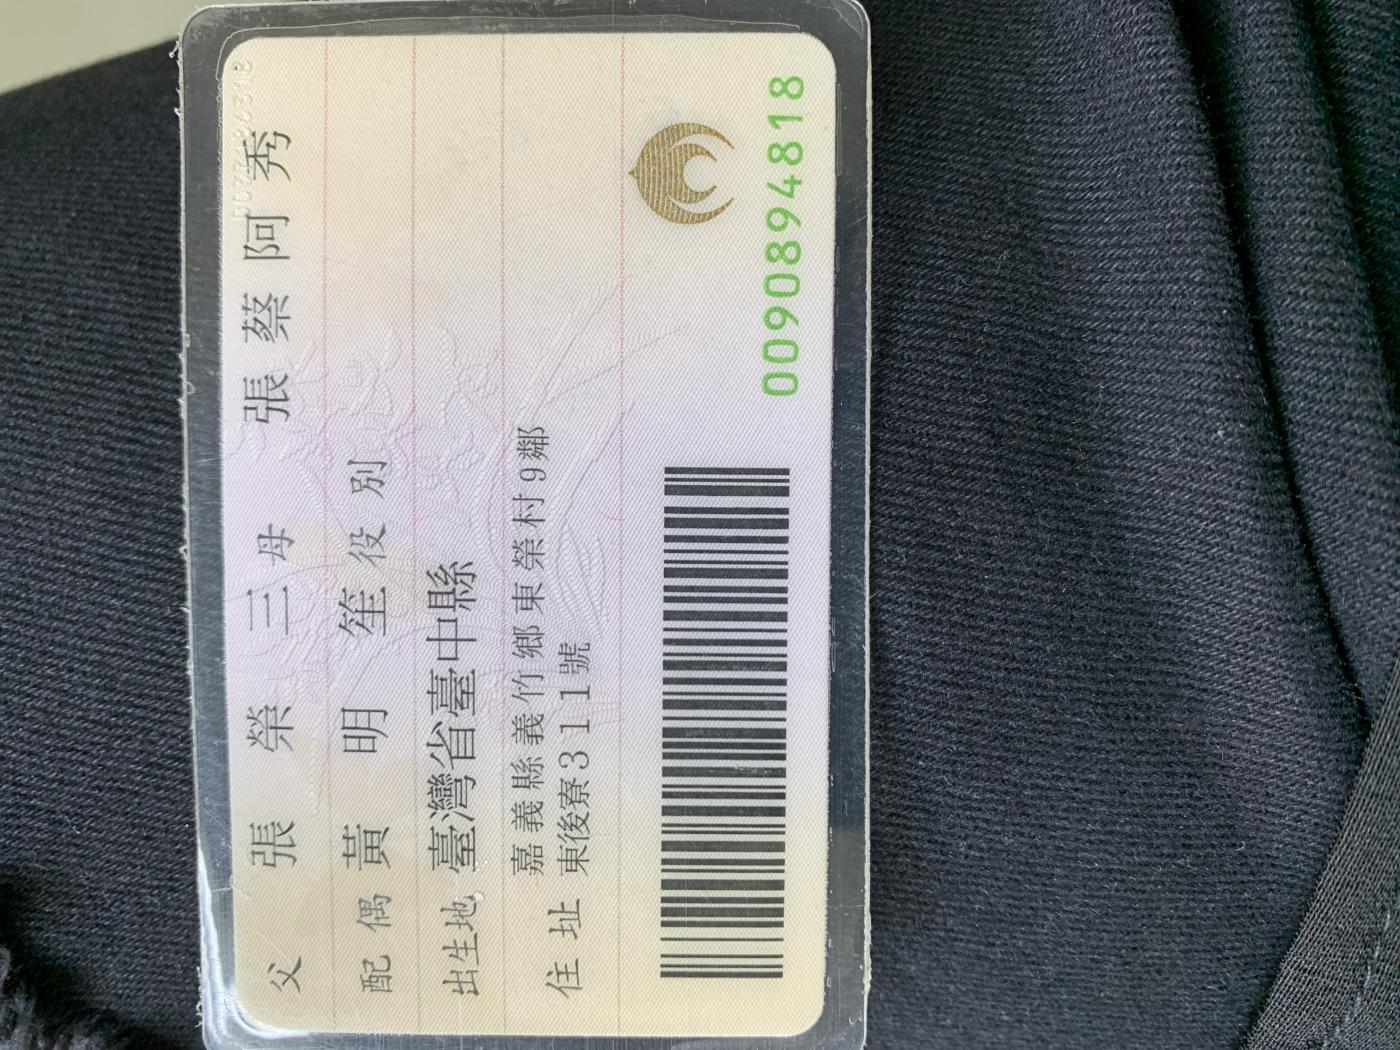 父 張榮三 母 張蔡阿秀
配偶 黃明笙 役別
出生地 臺灣省臺中縣
住址 嘉義縣義竹鄉東榮村9鄰
東後寮311號
0090894818